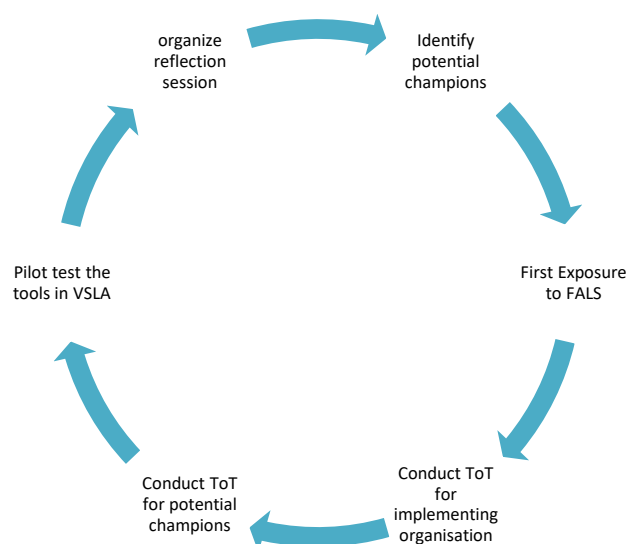 organize
reflection
session
Identify
potential
champions
First Exposure
to FALS
Conduct ToT
for
implementing
organisation
Conduct ToT
for potential
champions
Pilot test the
tools in VSLA